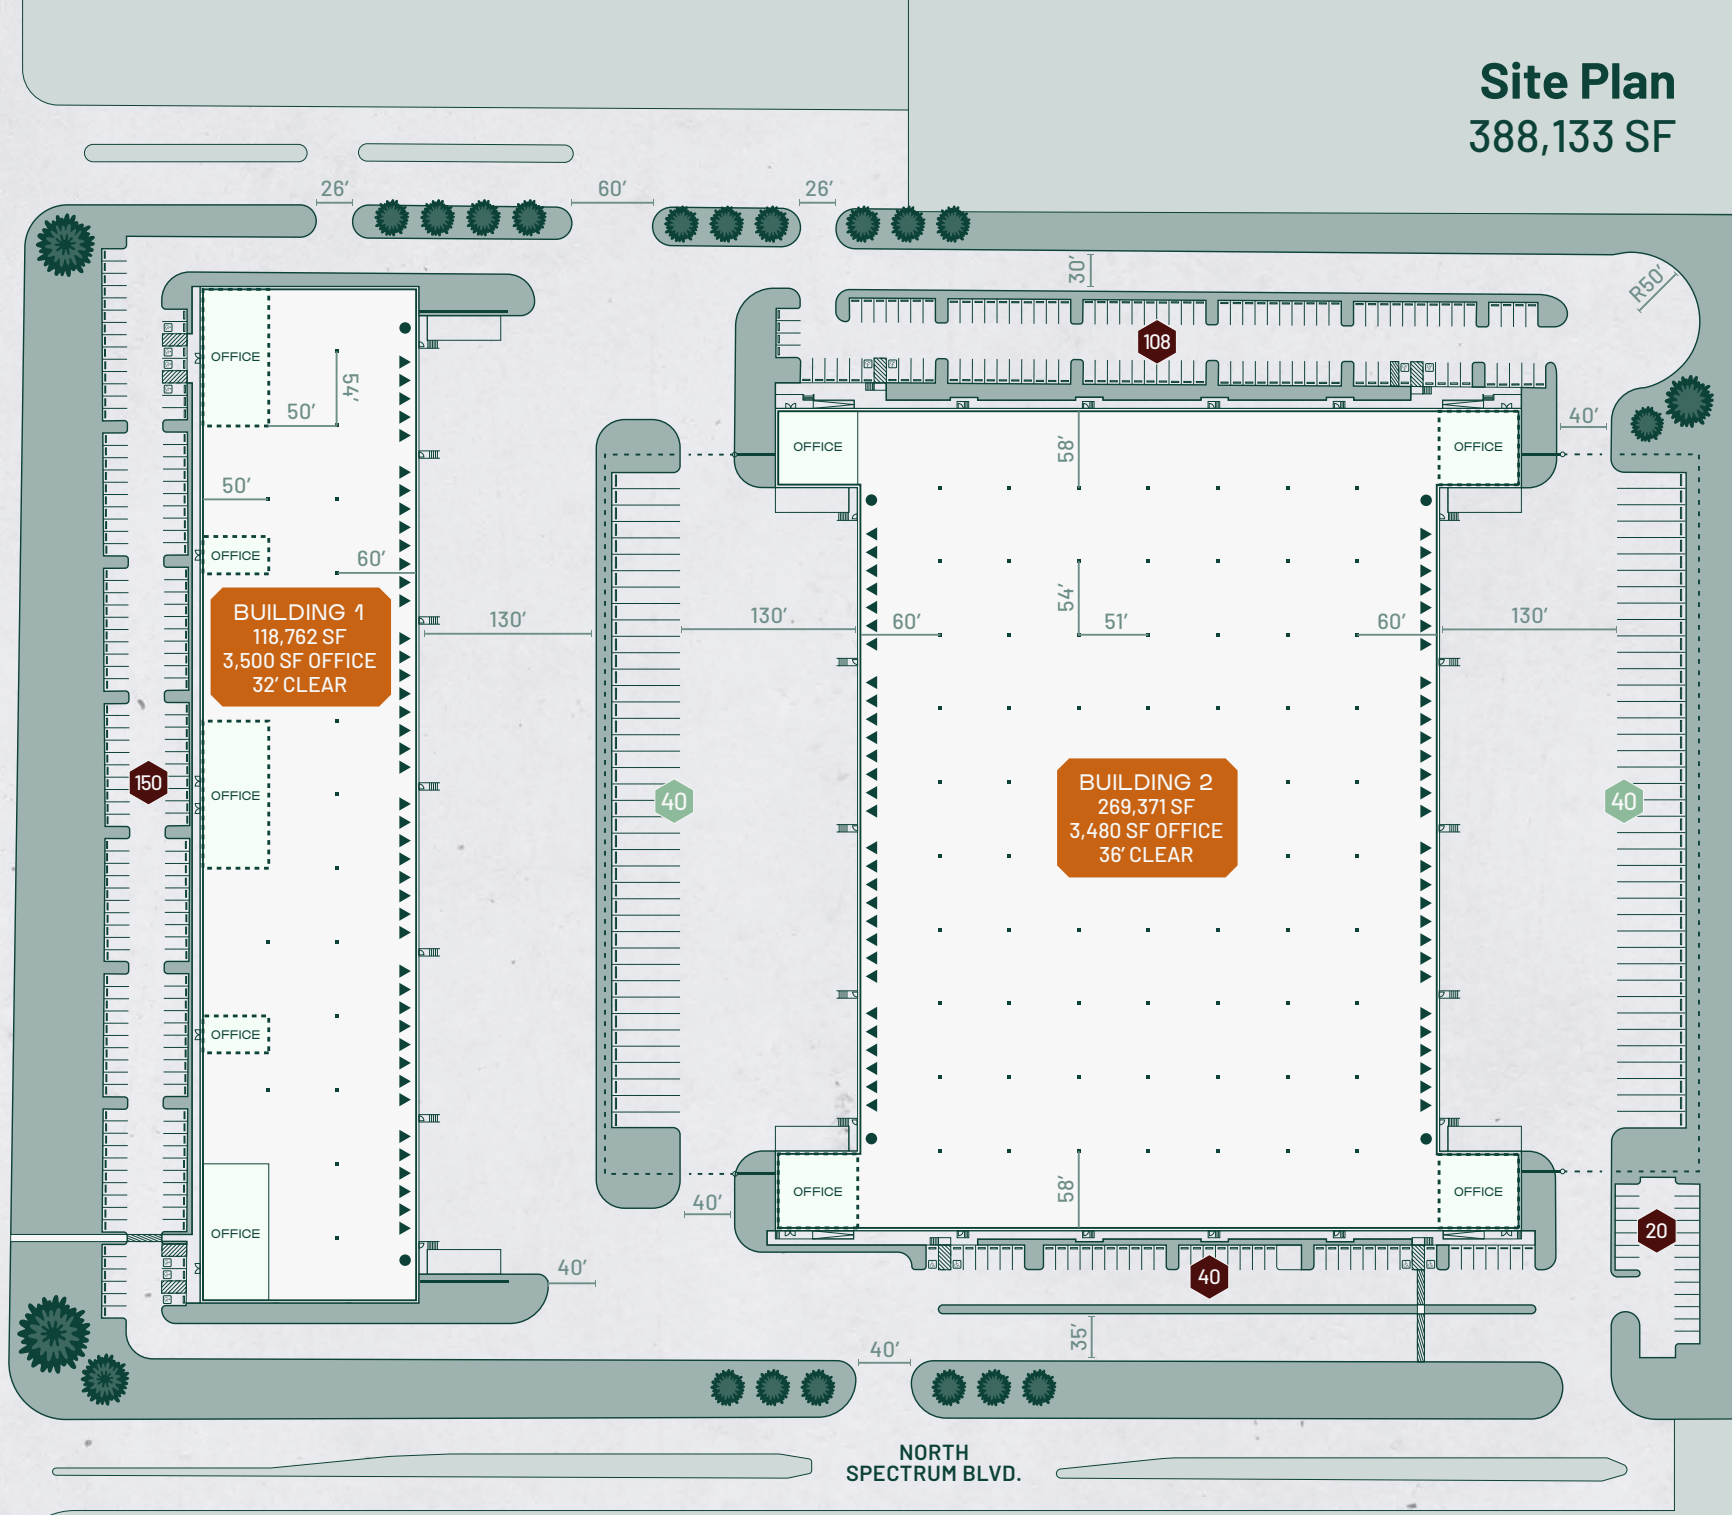 Site Plan
388,133 SF
26′
60′
26′
30′
R50′
108
OFFICE
54′
50′
50′
OFFICE
60′
BUILDING 1
118,762 SF
3,500 SF OFFICE
32′ CLEAR
130′
150
OFFICE
OFFICE
OFFICE
40′
40
130′
40′
OFFICE
58′
OFFICE
40′
60′
54′
51′
60′
130′
BUILDING 2
269,371 SF
3,480 SF OFFICE
36′ CLEAR
40
OFFICE
58′
OFFICE
20
40
35′
40′
NORTH
SPECTRUM BLVD.